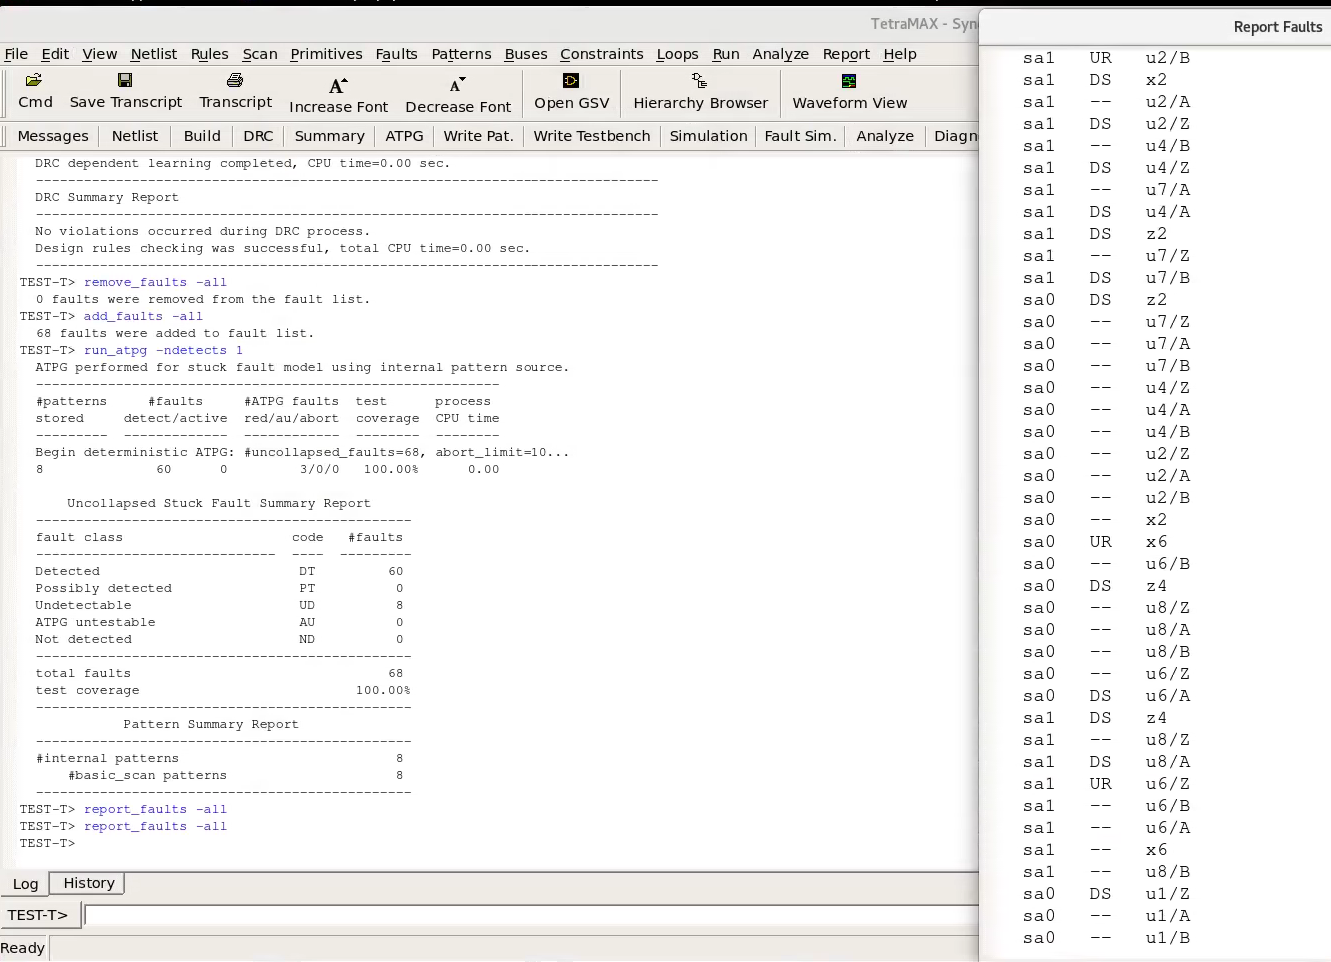 TetraMAX - Syn
File Edit View Netlist Rules Scan Primitives Faults Patterns Buses Constraints Loops Run Analyze Report Help
Cmd Save Transcript Transcript Increase Font Decrease Font Open GSV Hierarchy Browser Waveform View
Messages Netlist Build DRC Summary ATPG Write Pat. Write Testbench Simulation Fault Sim. Analyze Diagn
DRC dependent learning completed, CPU time=0.00 sec.
------------------------------------------------------------------------------
DRC Summary Report
------------------------------------------------------------------------------
No violations occurred during DRC process.
Design rules checking was successful, total CPU time=0.00 sec.
------------------------------------------------------------------------------
TEST-T> remove_faults -all
0 faults were removed from the fault list.
TEST-T> add_faults -all
68 faults were added to fault list.
TEST-T> run_atpg -ndetects 1
ATPG performed for stuck fault model using internal pattern source.
----------------------------------------------------------
#patterns #faults #ATPG faults test process
stored detect/active red/au/abort coverage CPU time
--------- ------------- ------------ -------- --------
Begin deterministic ATPG: #uncollapsed_faults=68, abort_limit=10...
8 60 0 3/0/0 100.00% 0.00
Uncollapsed Stuck Fault Summary Report
-----------------------------------------------
fault class code #faults
------------------------------ ---- ---------
Detected DT 60
Possibly detected PT 0
Undetectable UD 8
ATPG untestable AU 0
Not detected ND 0
-----------------------------------------------
total faults 68
test coverage 100.00%
-----------------------------------------------
Pattern Summary Report
-----------------------------------------------
#internal patterns 8
#basic_scan patterns 8
-----------------------------------------------
TEST-T> report_faults -all
TEST-T> report_faults -all
TEST-T>
Log History
TEST-T>
Ready
Report Faults
sa1 UR u2/B
sa1 DS x2
sa1 -- u2/A
sa1 DS u2/Z
sa1 -- u4/B
sa1 DS u4/Z
sa1 -- u7/A
sa1 DS u4/A
sa1 DS z2
sa1 -- u7/Z
sa1 DS u7/B
sa0 DS z2
sa0 -- u7/Z
sa0 -- u7/A
sa0 -- u7/B
sa0 -- u4/Z
sa0 -- u4/A
sa0 -- u4/B
sa0 -- u2/Z
sa0 -- u2/A
sa0 -- u2/B
sa0 -- x2
sa0 UR x6
sa0 -- u6/B
sa0 DS z4
sa0 -- u8/Z
sa0 -- u8/A
sa0 -- u8/B
sa0 -- u6/Z
sa0 DS u6/A
sa1 DS z4
sa1 -- u8/Z
sa1 DS u8/A
sa1 UR u6/Z
sa1 -- u6/B
sa1 -- u6/A
sa1 -- x6
sa1 -- u8/B
sa0 DS u1/Z
sa0 -- u1/A
sa0 -- u1/B